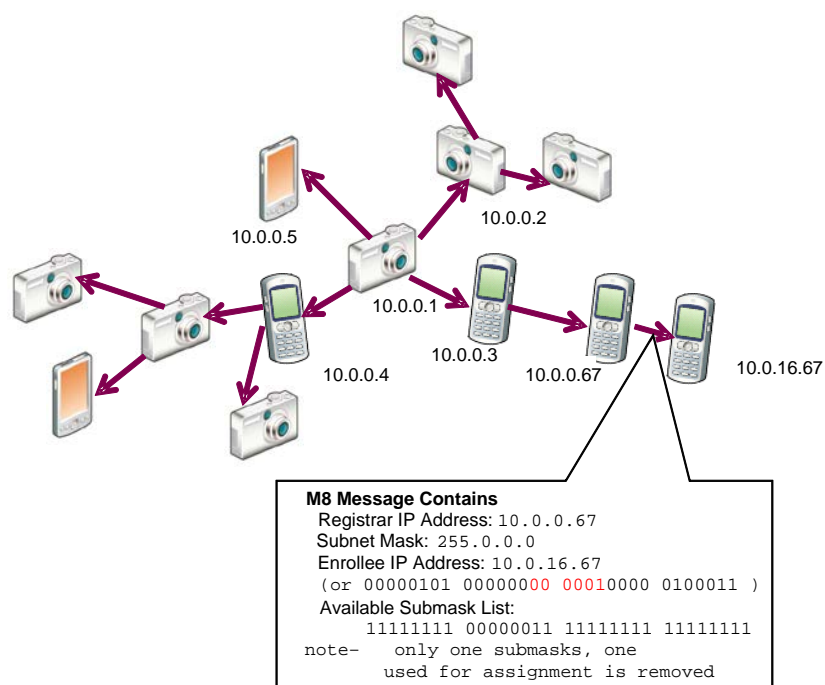 10.0.0.2
10.0.0.5
10.0.0.1
10.0.0.3
10.0.0.4
10.0.0.67
10.0.16.67
M8 Message Contains
Registrar IP Address: 10.0.0.67
Subnet Mask: 255.0.0.0
Enrollee IP Address: 10.0.16.67
(or 00000101 00000000 00010000 0100011 )
Available Submask List:
11111111 00000011 11111111 11111111
note- only one submasks, one
used for assignment is removed